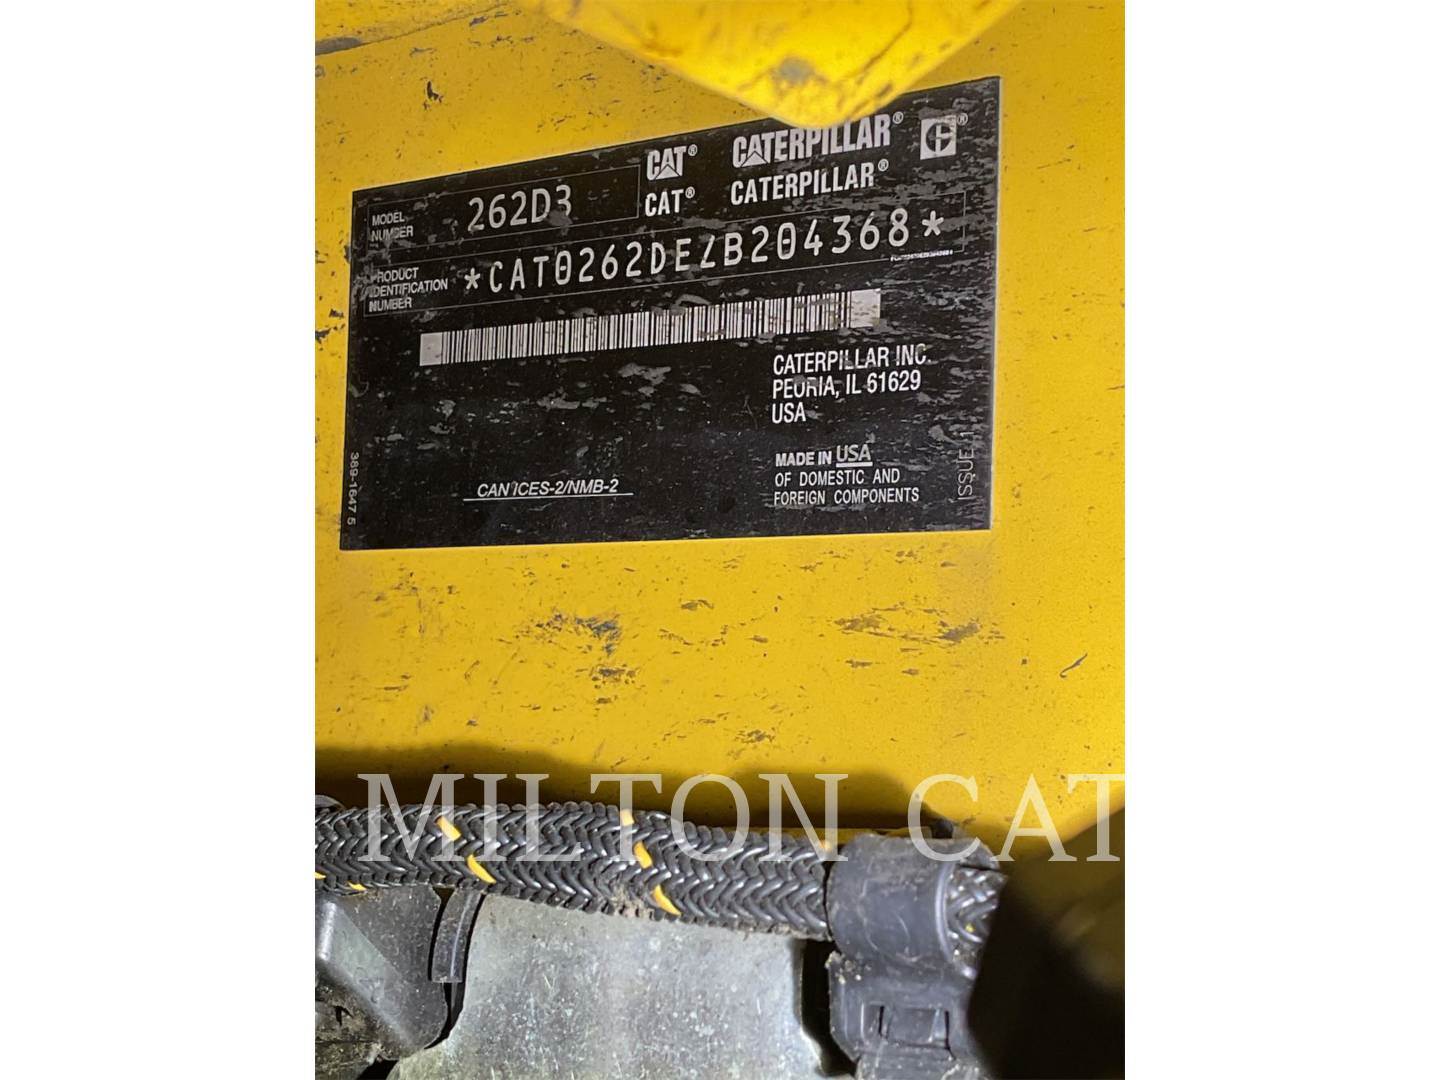 CAT® CATERPILLAR® ®
CAT® CATERPILLAR®
MODEL NUMBER 262D3
PRODUCT IDENTIFICATION NUMBER *CAT0262DEZB204368*
CATERPILLAR INC.
PEORIA, IL 61629
USA
MADE IN USA
OF DOMESTIC AND
FOREIGN COMPONENTS
CAN ICES-2/NMB-2
389-1647 5
ISSUE 1
MILTON CAT